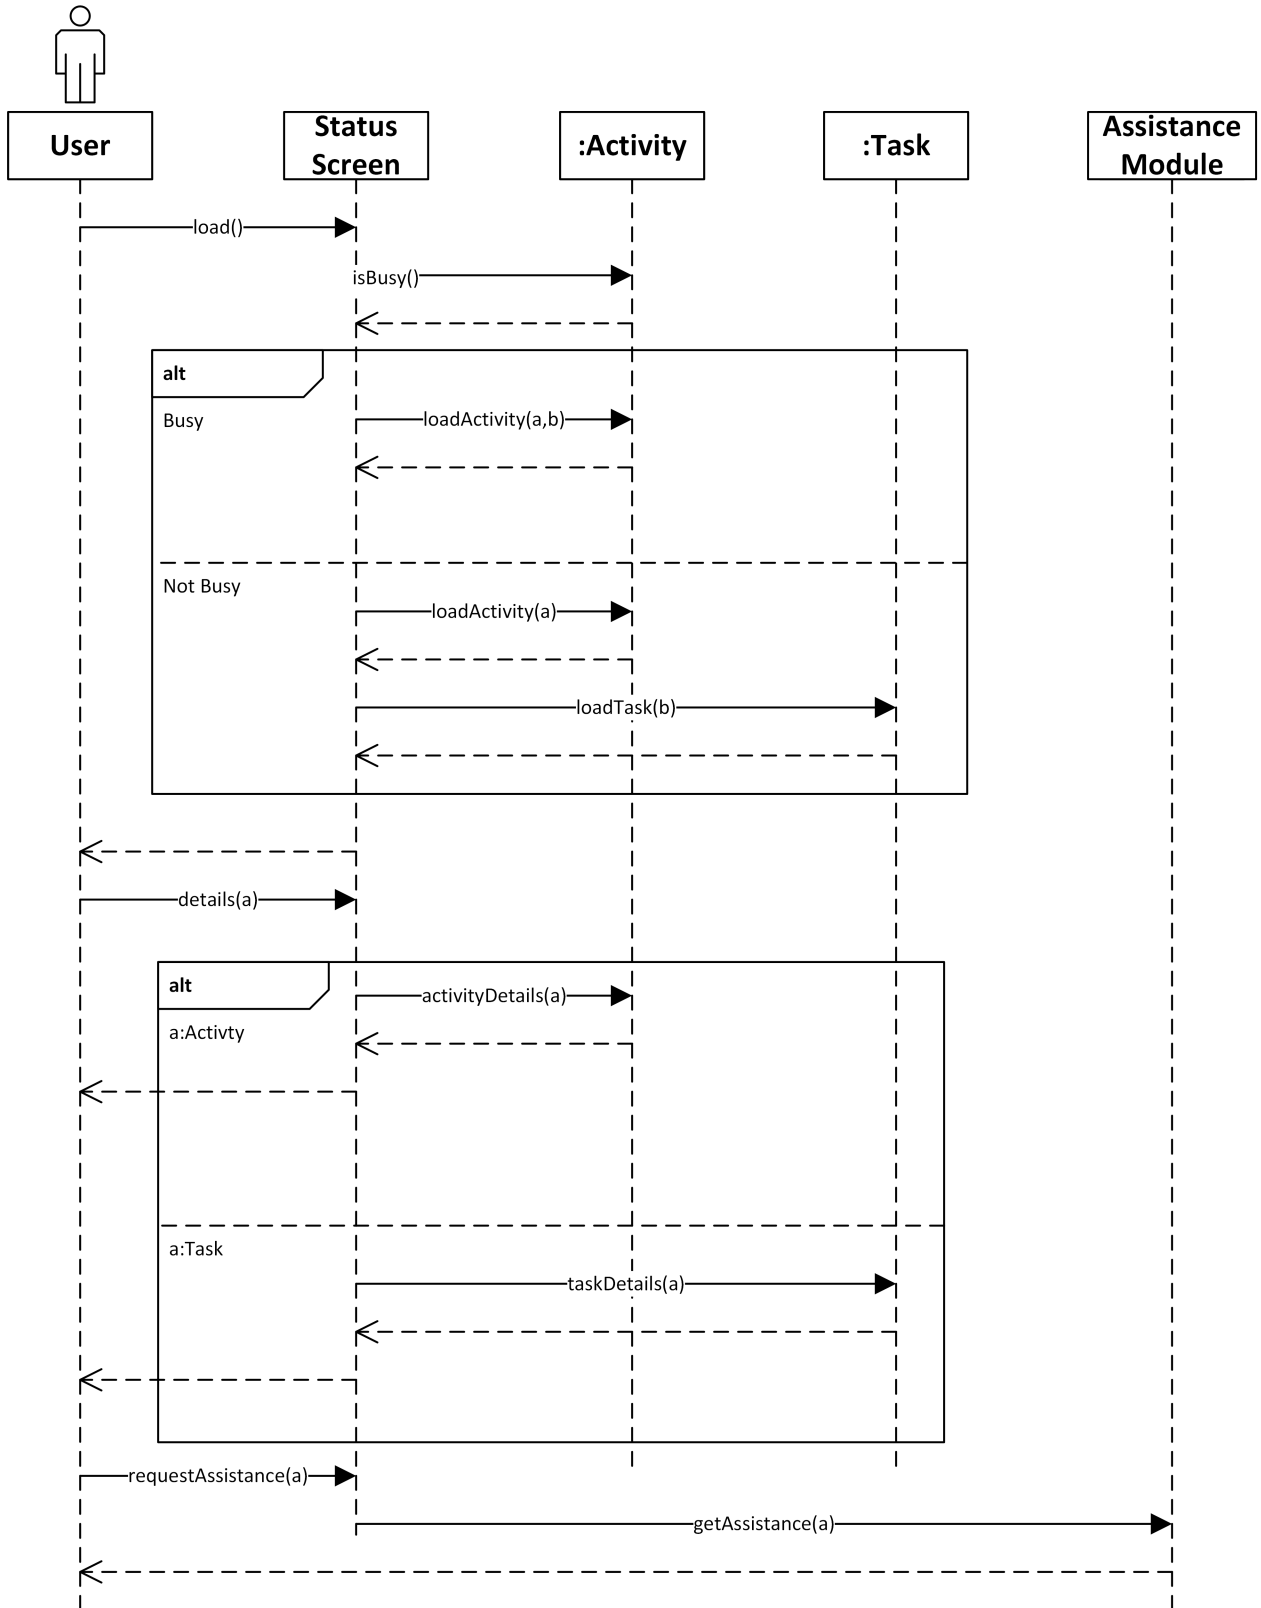 User
Status
Screen
:Activity
:Task
Assistance
Module
load()
isBusy()
alt
Busy
loadActivity(a,b)
Not Busy
loadActivity(a)
loadTask(b)
details(a)
alt
activityDetails(a)
a:Activty
a:Task
taskDetails(a)
requestAssistance(a)
getAssistance(a)